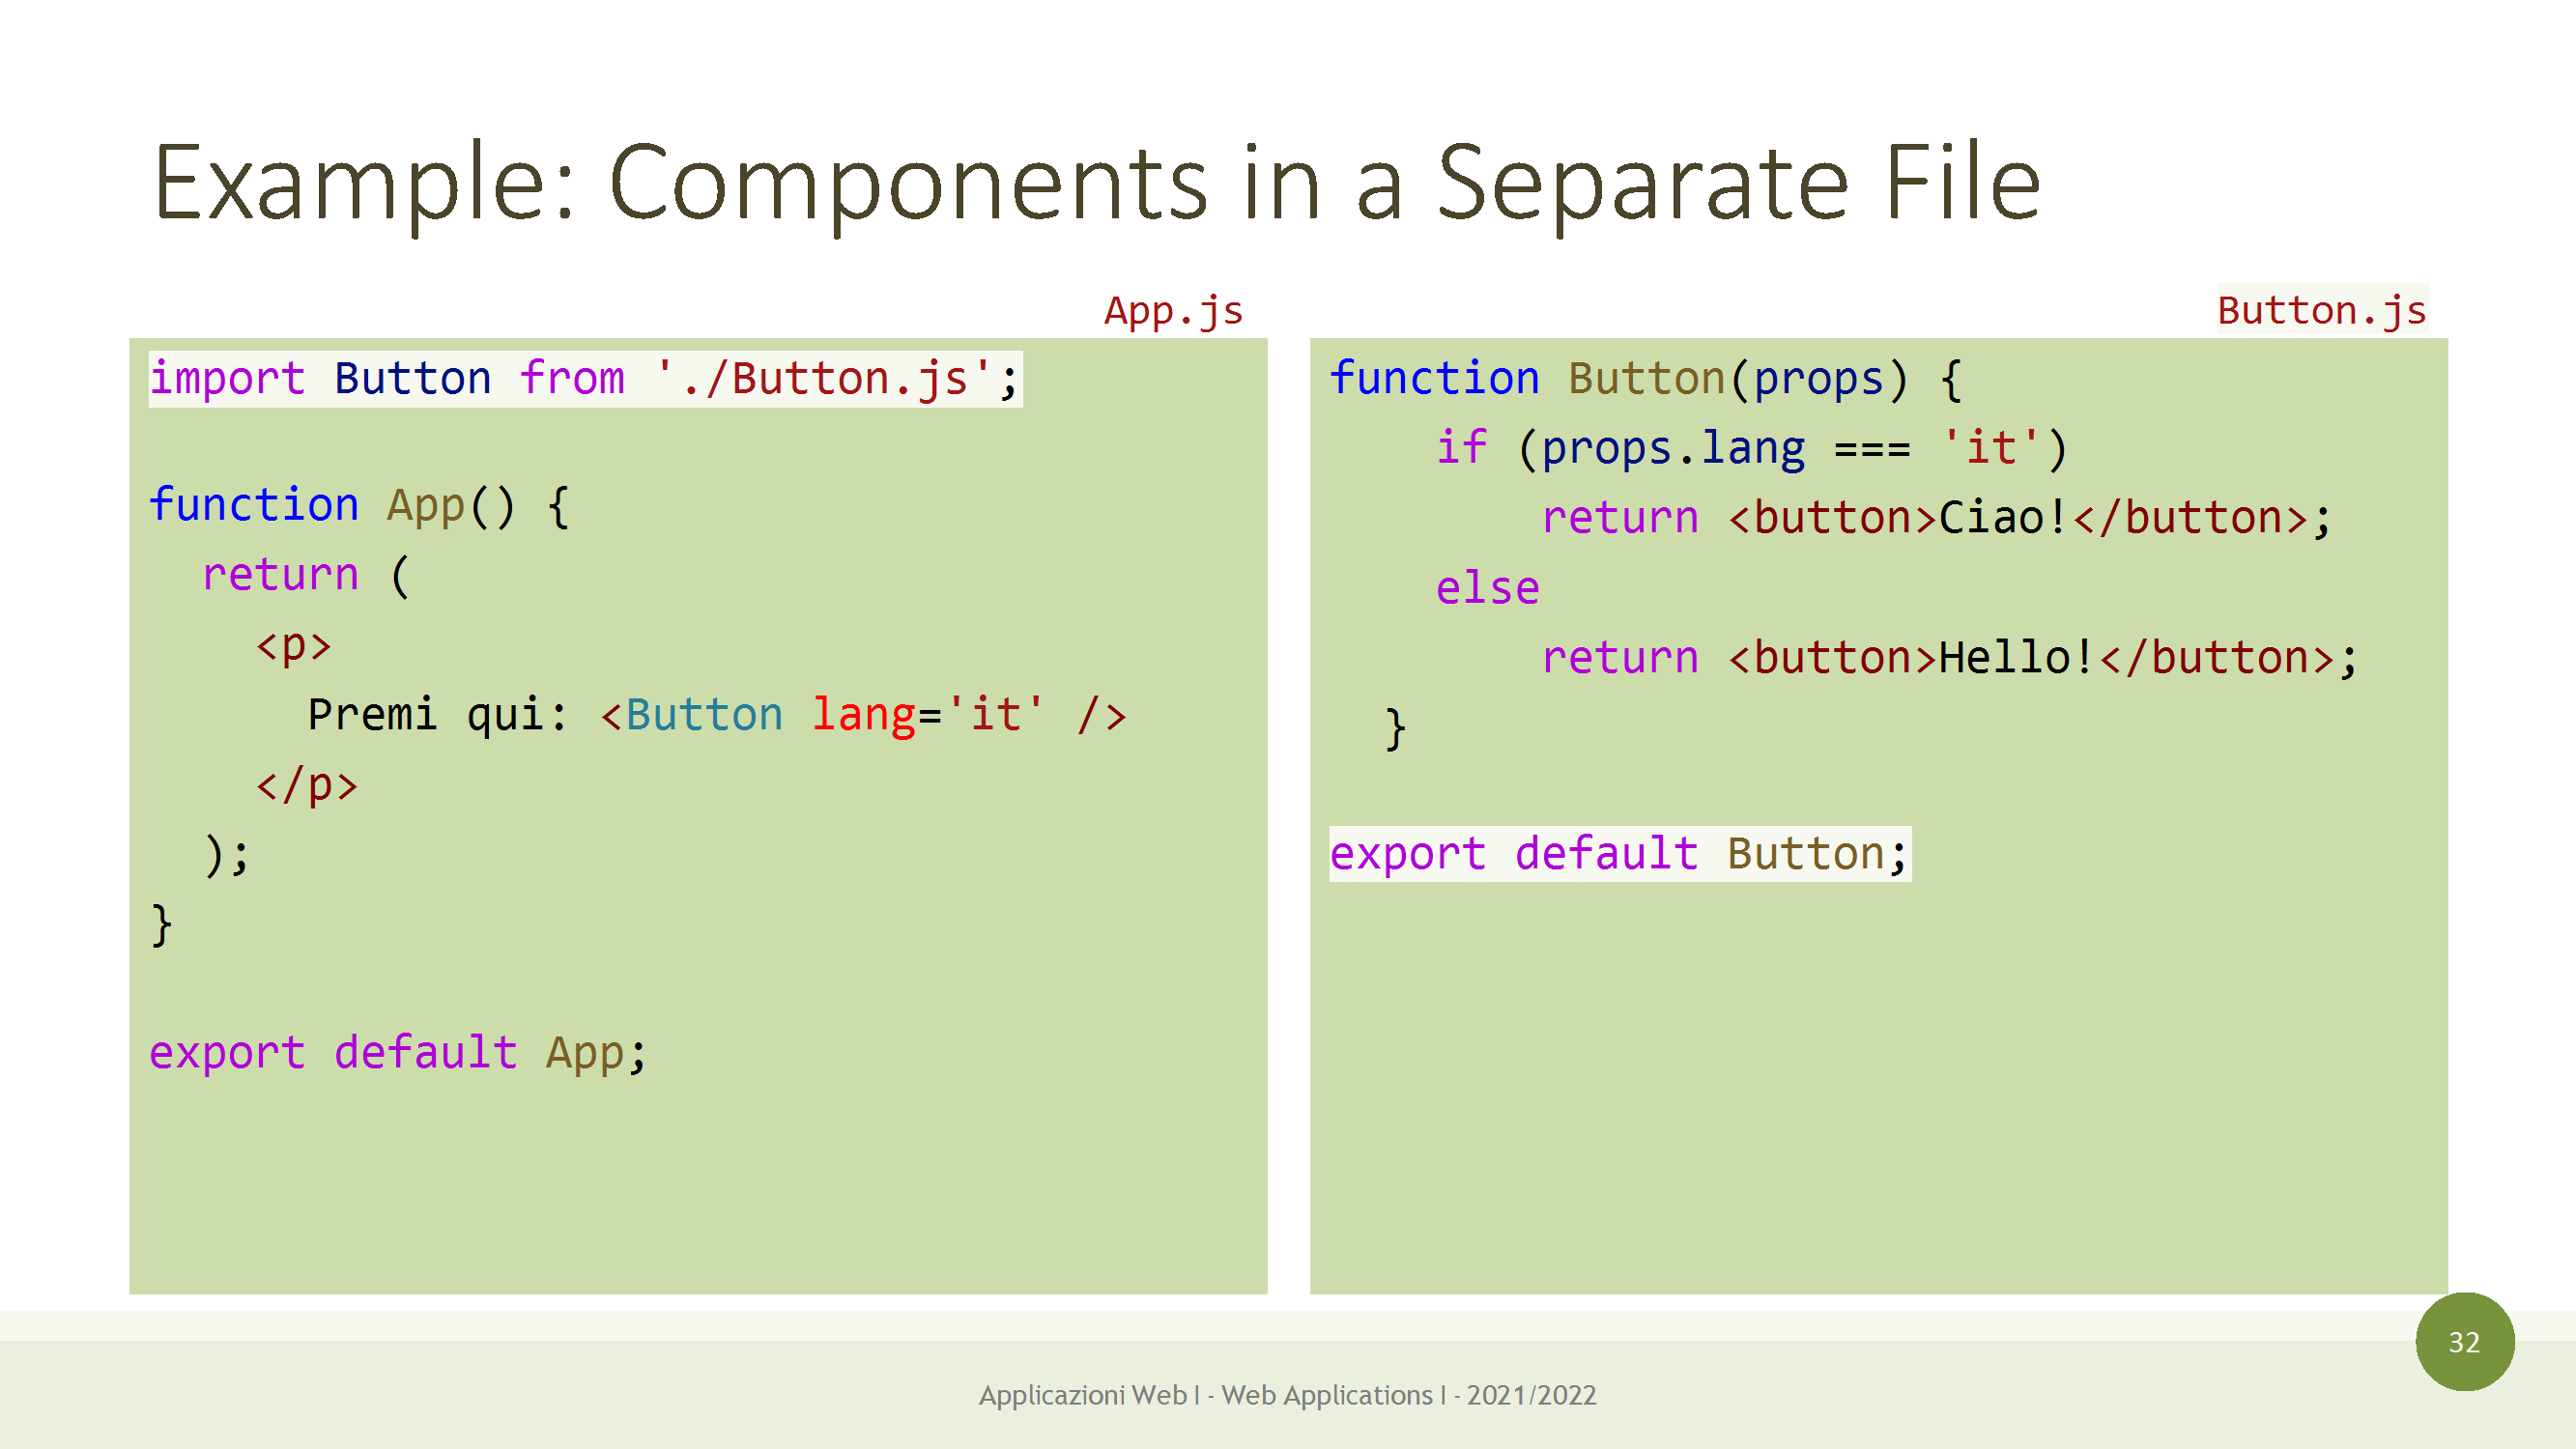 Example: Components in a Separate File
App.js
import Button from './Button.js';
function App() {
  return (
    <p>
      Premi qui: <Button lang='it' />
    </p>
  );
}
export default App;
Button.js
function Button(props) {
    if (props.lang === 'it')
        return <button>Ciao!</button>;
    else
        return <button>Hello!</button>;
  }
export default Button;
32
Applicazioni Web I - Web Applications I - 2021/2022